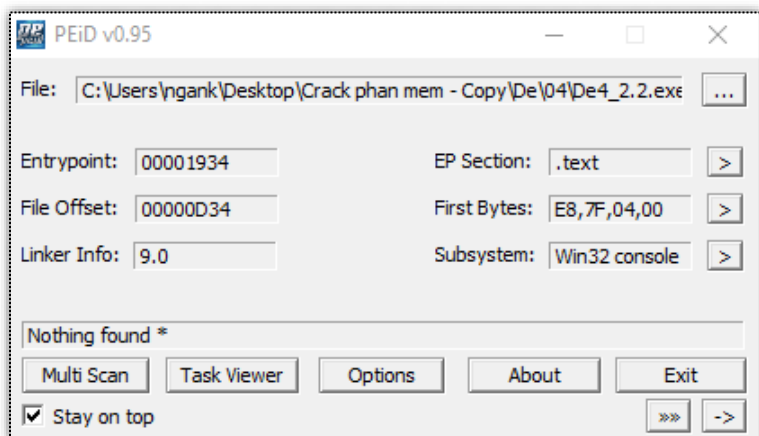 PEiD v0.95
File: C:\Users\ngank\Desktop\Crack phan mem - Copy\De\04\De4_2.2.exe ...
Entrypoint: 00001934 EP Section: .text >
File Offset: 00000D34 First Bytes: E8,7F,04,00 >
Linker Info: 9.0 Subsystem: Win32 console >
Nothing found *
Multi Scan Task Viewer Options About Exit
Stay on top »» ->